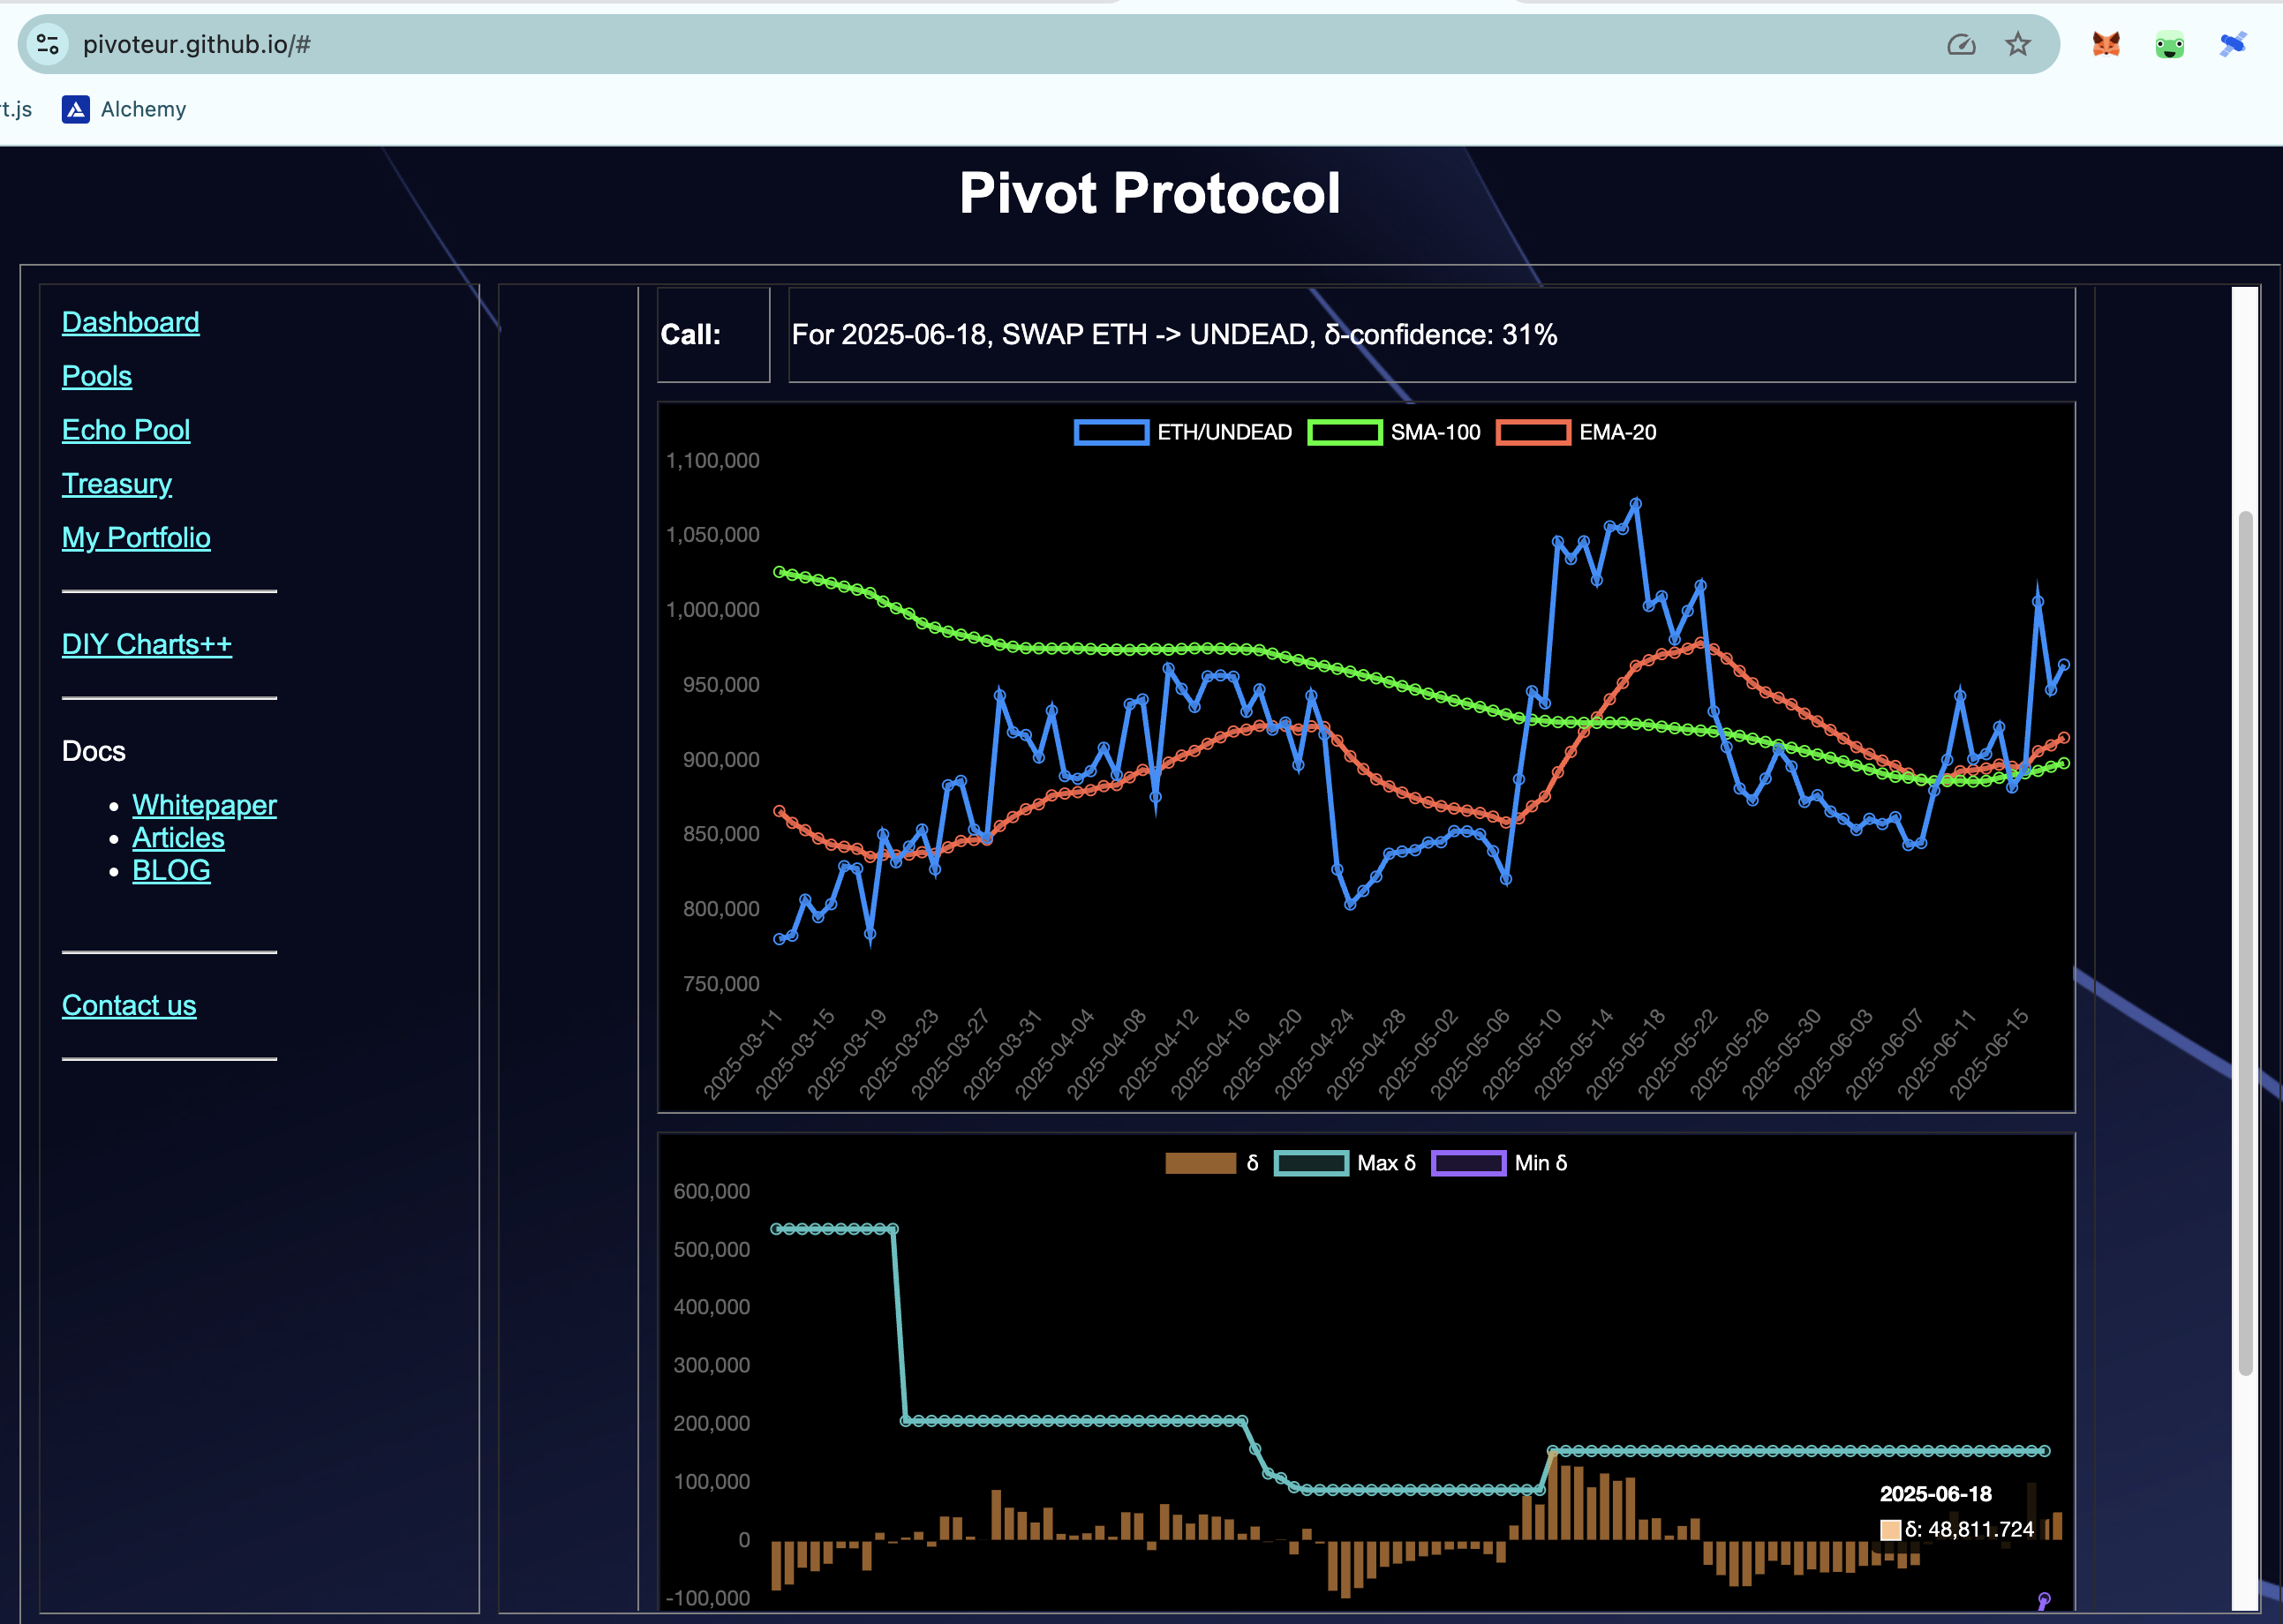 pivoteur.github.io/#
t.js
Alchemy
Pivot Protocol
Dashboard
Pools
Echo Pool
Treasury
My Portfolio
DIY Charts++
Docs
Whitepaper
Articles
BLOG
Contact us
Call:
For 2025-06-18, SWAP ETH -> UNDEAD, δ-confidence: 31%
ETH/UNDEAD SMA-100 EMA-20
1,100,000
1,050,000
1,000,000
950,000
900,000
850,000
800,000
750,000
2025-03-11
2025-03-15
2025-03-19
2025-03-23
2025-03-27
2025-03-31
2025-04-04
2025-04-08
2025-04-12
2025-04-16
2025-04-20
2025-04-24
2025-04-28
2025-05-02
2025-05-06
2025-05-10
2025-05-14
2025-05-18
2025-05-22
2025-05-26
2025-05-30
2025-06-03
2025-06-07
2025-06-11
2025-06-15
δ Max δ Min δ
600,000
500,000
400,000
300,000
200,000
100,000
0
-100,000
2025-06-18
δ: 48,811.724